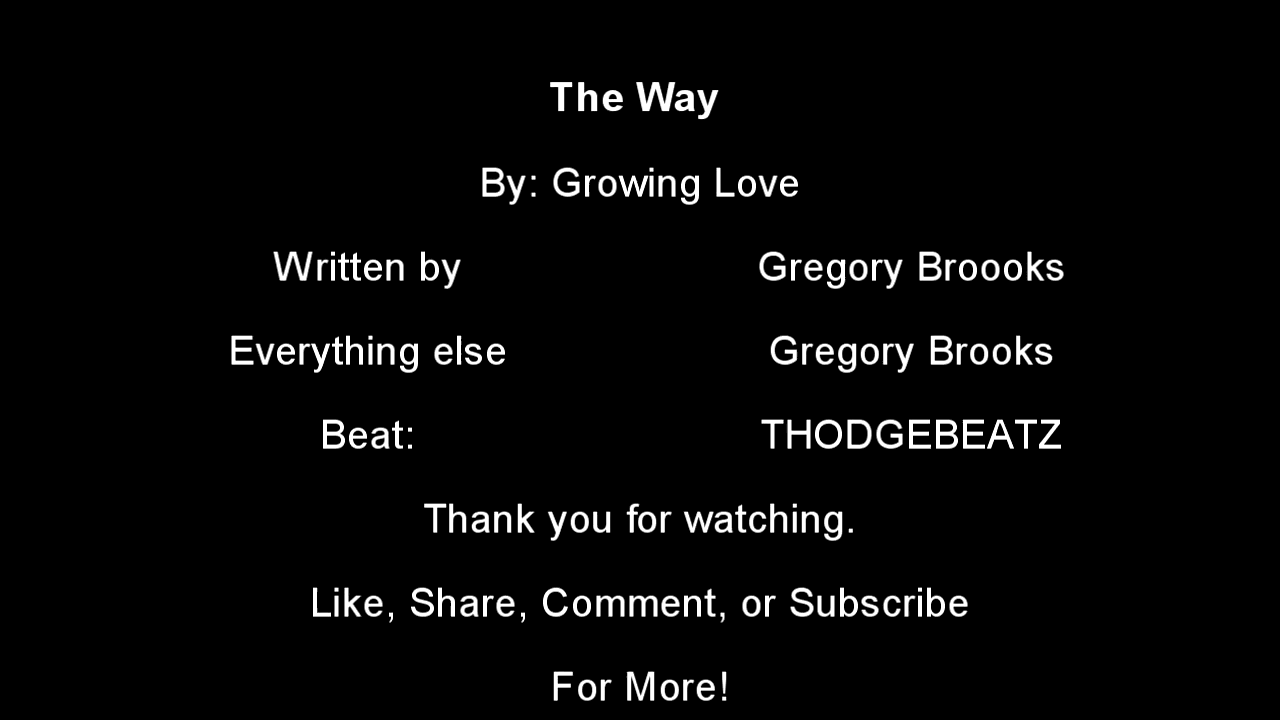 The Way
By: Growing Love
Written by Gregory Broooks
Everything else Gregory Brooks
Beat: THODGEBEATZ
Thank you for watching.
Like, Share, Comment, or Subscribe
For More!